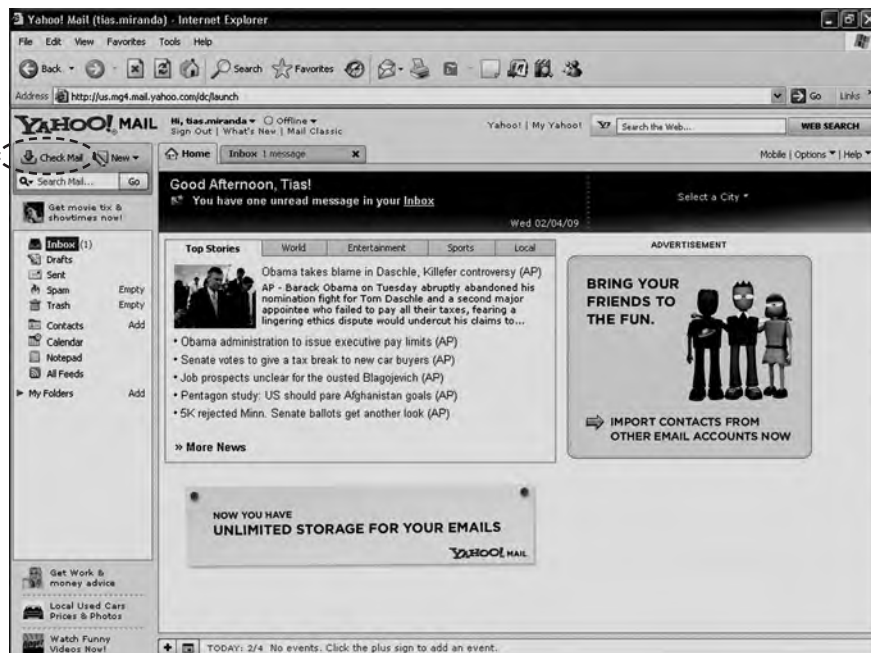 Yahoo! Mail (tias.miranda) - Internet Explorer
File Edit View Favorites Tools Help
Back Search Favorites
Address http://us.mg4.mail.yahoo.com/dc/launch Go Links
YAHOO! MAIL
Hi, tias.miranda Offline
Sign Out | What's New | Mail Classic
Yahoo! | My Yahoo! Y! Search the Web... WEB SEARCH
Check Mail New
Home Inbox 1 message x
Mobile | Options | Help
Search Mail... Go
Get movie tix &
showtimes now!
Inbox (1)
Drafts
Sent
Spam Empty
Trash Empty
Contacts Add
Calendar
Notepad
All Feeds
My Folders Add
Get Work &
money advice
Local Used Cars
Prices & Photos
Watch Funny
Videos Now!
Good Afternoon, Tias!
You have one unread message in your Inbox
Select a City
Wed 02/04/09
Top Stories World Entertainment Sports Local
Obama takes blame in Daschle, Killefer controversy (AP)
AP - Barack Obama on Tuesday abruptly abandoned his
nomination fight for Tom Daschle and a second major
appointee who failed to pay all their taxes, fearing a
lingering ethics dispute would undercut his claims to...
• Obama administration to issue executive pay limits (AP)
• Senate votes to give a tax break to new car buyers (AP)
• Job prospects unclear for the ousted Blagojevich (AP)
• Pentagon study: US should pare Afghanistan goals (AP)
• 5K rejected Minn. Senate ballots get another look (AP)
» More News
ADVERTISEMENT
BRING YOUR
FRIENDS TO
THE FUN.
IMPORT CONTACTS FROM
OTHER EMAIL ACCOUNTS NOW
NOW YOU HAVE
UNLIMITED STORAGE FOR YOUR EMAILS
YAHOO! MAIL
TODAY: 2/4 No events. Click the plus sign to add an event.